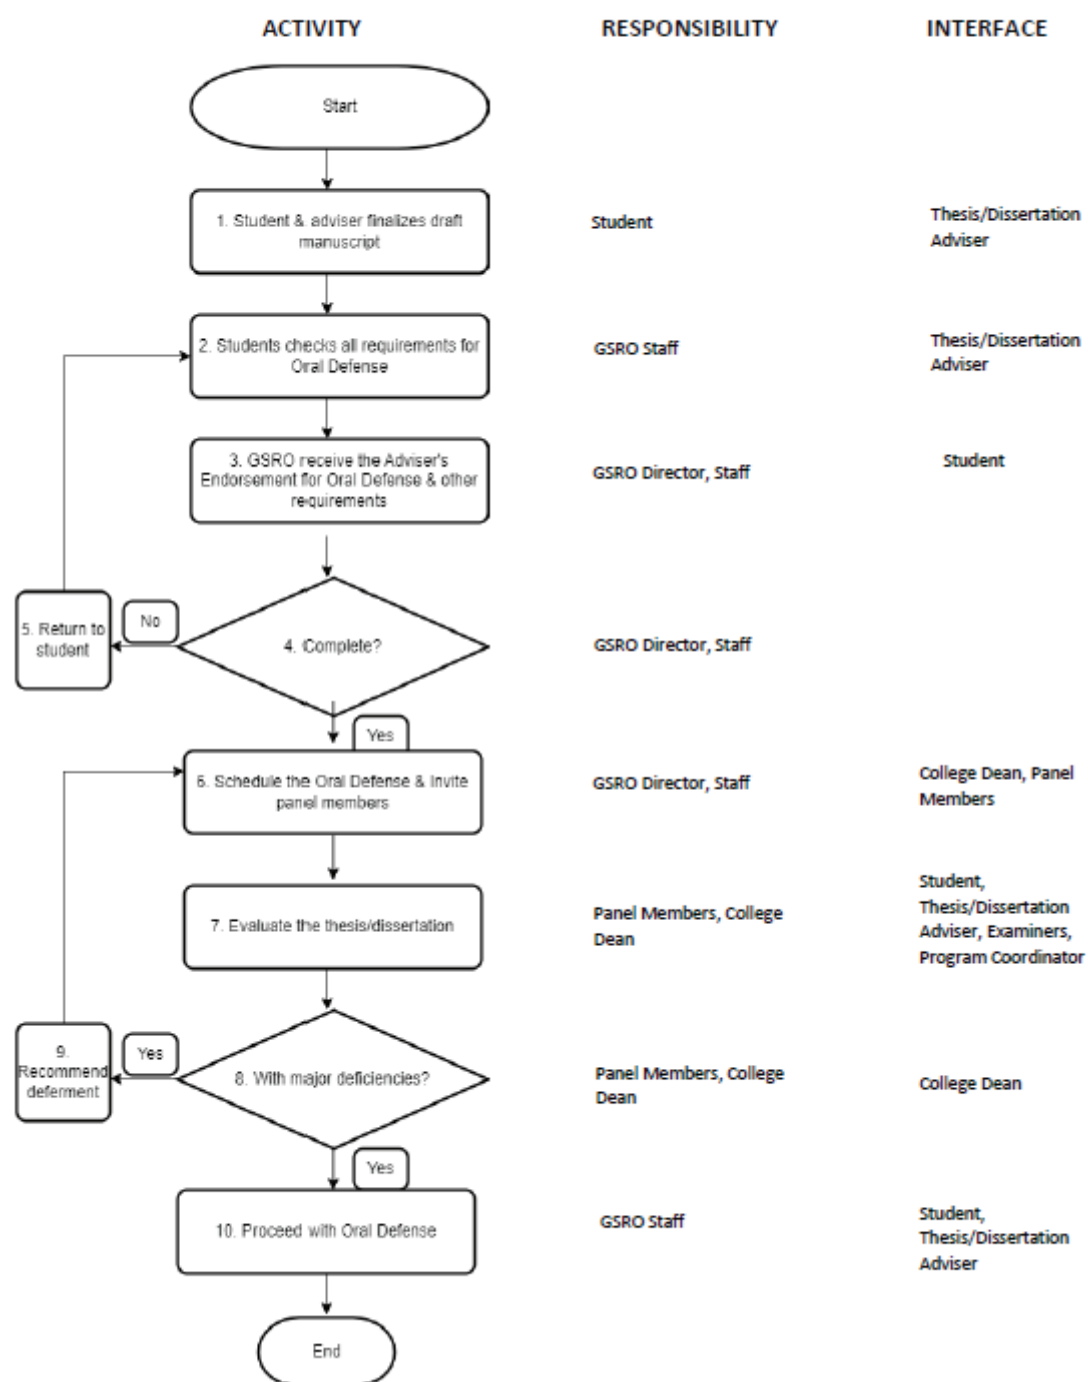 ACTIVITY RESPONSIBILITY INTERFACE
Start
1. Student & adviser finalizes draft
manuscript
Student
Thesis/Dissertation
Adviser
2. Students checks all requirements for
Oral Defense
GSRO Staff
Thesis/Dissertation
Adviser
3. GSRO receive the Adviser's
Endorsement for Oral Defense & other
requirements
GSRO Director, Staff
Student
5. Return to
student
No
4. Complete?
GSRO Director, Staff
Yes
6. Schedule the Oral Defense & Invite
panel members
GSRO Director, Staff
College Dean, Panel
Members
7. Evaluate the thesis/dissertation
Panel Members, College
Dean
Student,
Thesis/Dissertation
Adviser, Examiners,
Program Coordinator
9.
Recommend
deferment
Yes
8. With major deficiencies?
Panel Members, College
Dean
College Dean
Yes
10. Proceed with Oral Defense
GSRO Staff
Student,
Thesis/Dissertation
Adviser
End